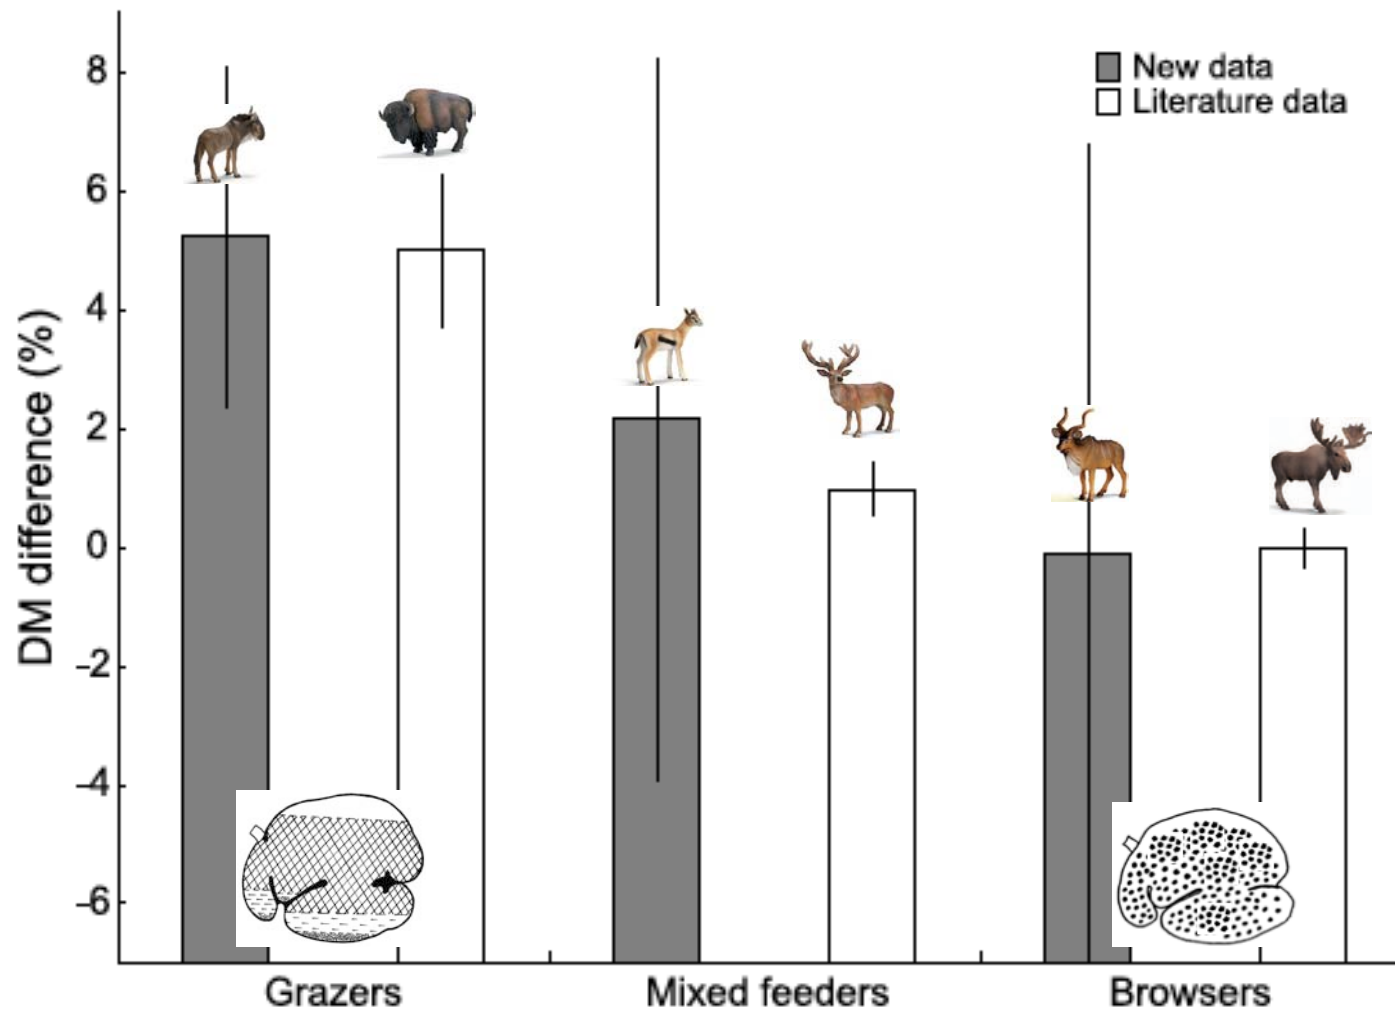 New data
Literature data
DM difference (%)
8
6
4
2
0
–2
–4
–6
Grazers
Mixed feeders
Browsers